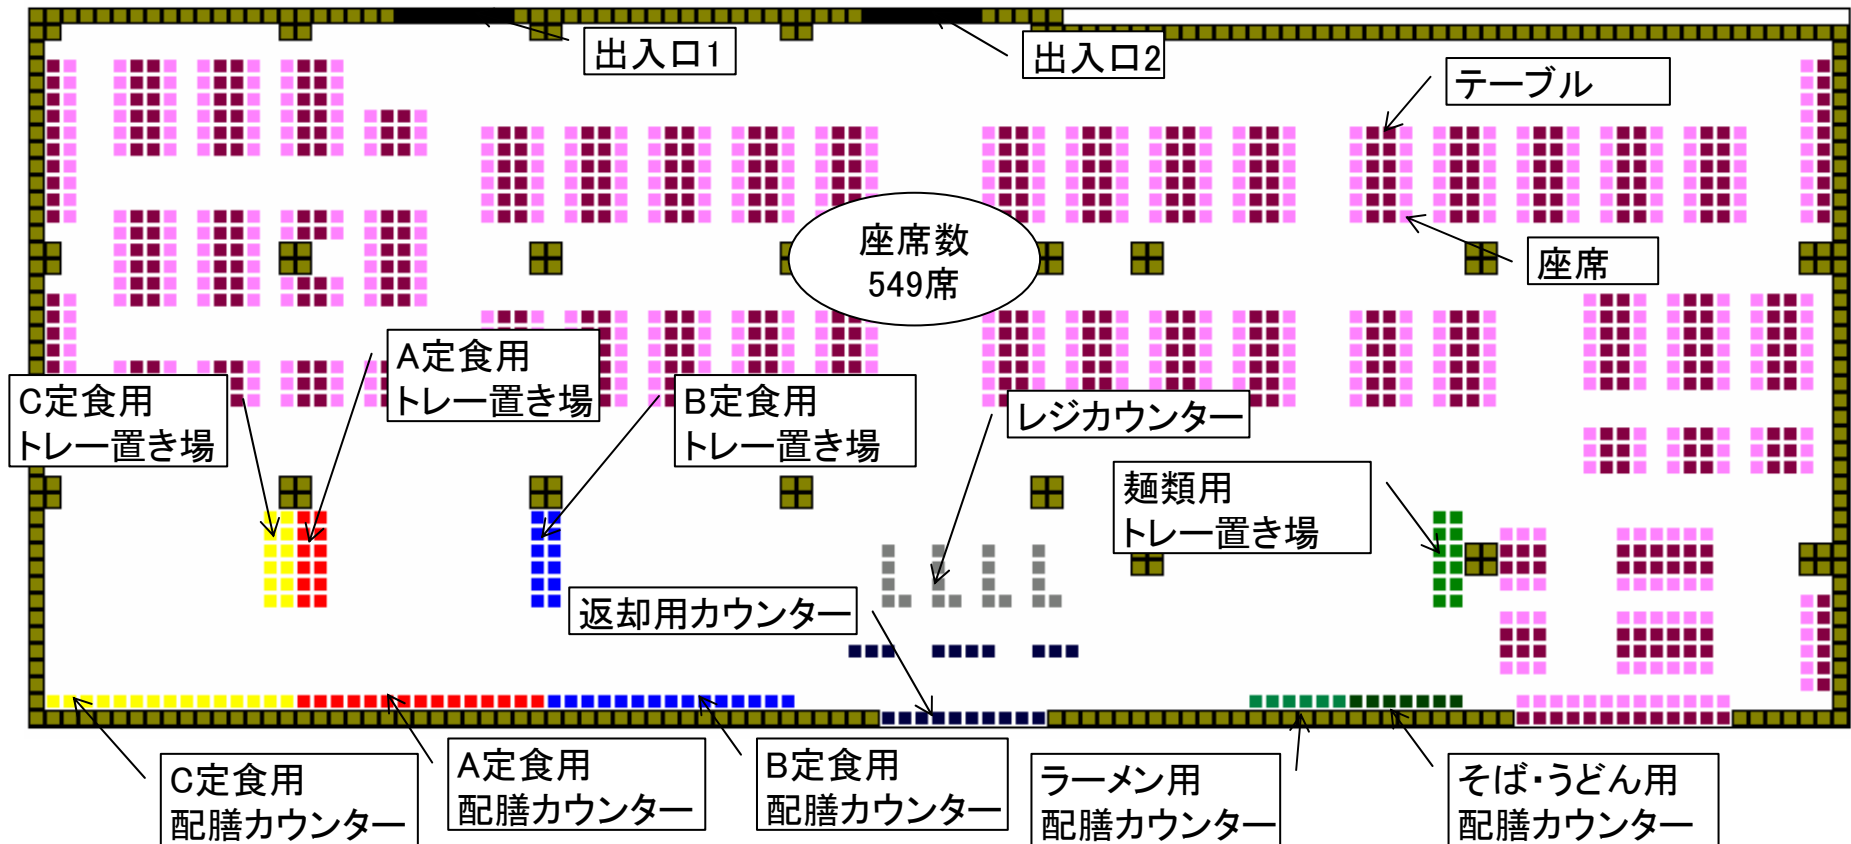 出入口1
出入口2
テーブル
座席数
549席
座席
A定食用
トレー置き場
C定食用
トレー置き場
B定食用
トレー置き場
レジカウンター
麺類用
トレー置き場
返却用カウンター
C定食用
配膳カウンター
A定食用
配膳カウンター
B定食用
配膳カウンター
ラーメン用
配膳カウンター
そば・うどん用
配膳カウンター